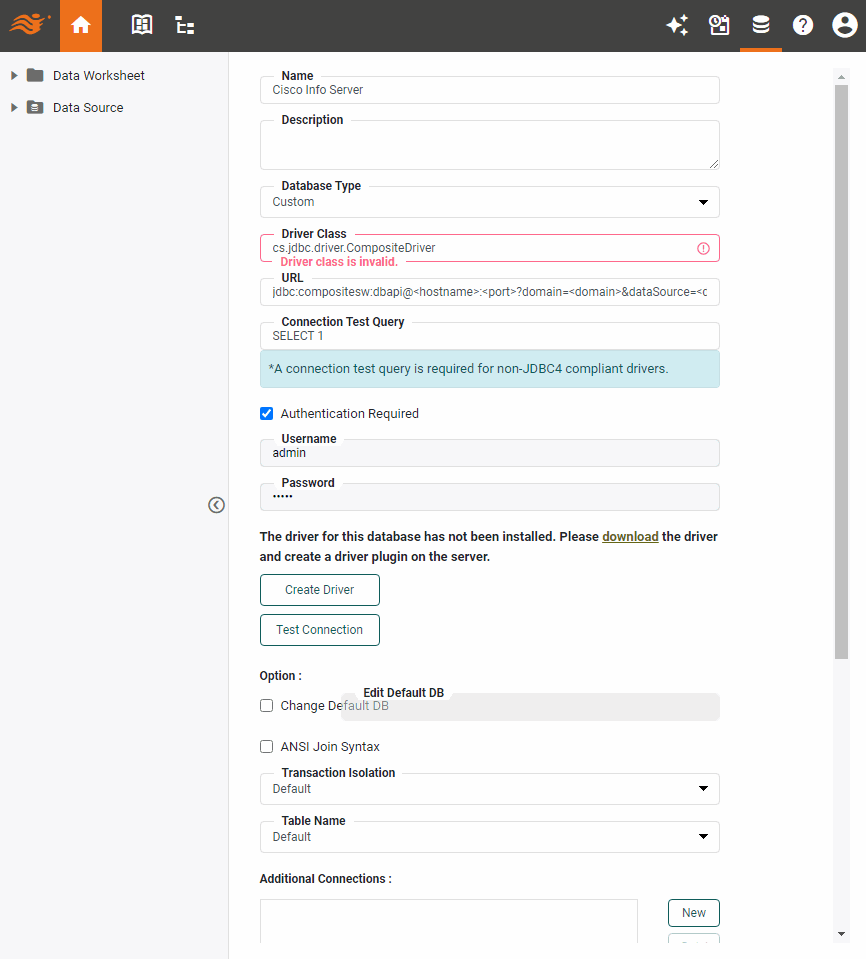 Data Worksheet
Data Source
Name
Cisco Info Server
Description
Database Type
Custom
Driver Class
cs.jdbc.driver.CompositeDriver
Driver class is invalid.
URL
jdbc:compositesw:dbapi@<hostname>:<port>?domain=<domain>&dataSource=<
Connection Test Query
SELECT 1
*A connection test query is required for non-JDBC4 compliant drivers.
Authentication Required
Username
admin
Password
•••••
The driver for this database has not been installed. Please download the driver
and create a driver plugin on the server.
Create Driver
Test Connection
Option :
Edit Default DB
Change Default DB
ANSI Join Syntax
Transaction Isolation
Default
Table Name
Default
Additional Connections :
New